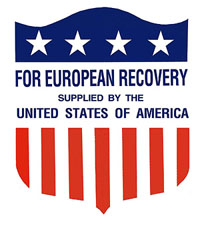 FOR EUROPEAN RECOVERY
SUPPLIED BY THE
UNITED STATES OF AMERICA